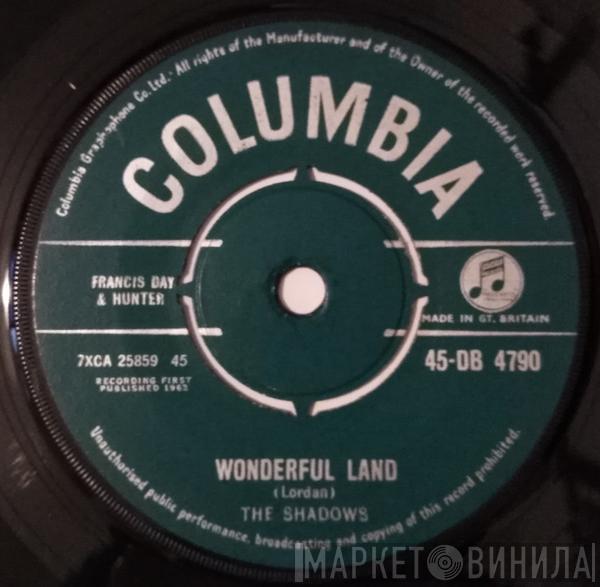 Columbia Graphophone Co. Ltd.· All rights of the Manufacturer and of the Owner of the recorded work reserved.
COLUMBIA
FRANCIS DAY
& HUNTER
MADE IN GT. BRITAIN
7XCA 25859 45
45-DB 4790
RECORDING FIRST
PUBLISHED 1962
WONDERFUL LAND
(Lordan)
THE SHADOWS
Unauthorised public performance, broadcasting and copying of this record prohibited.
МАРКЕТ ВИНИЛА